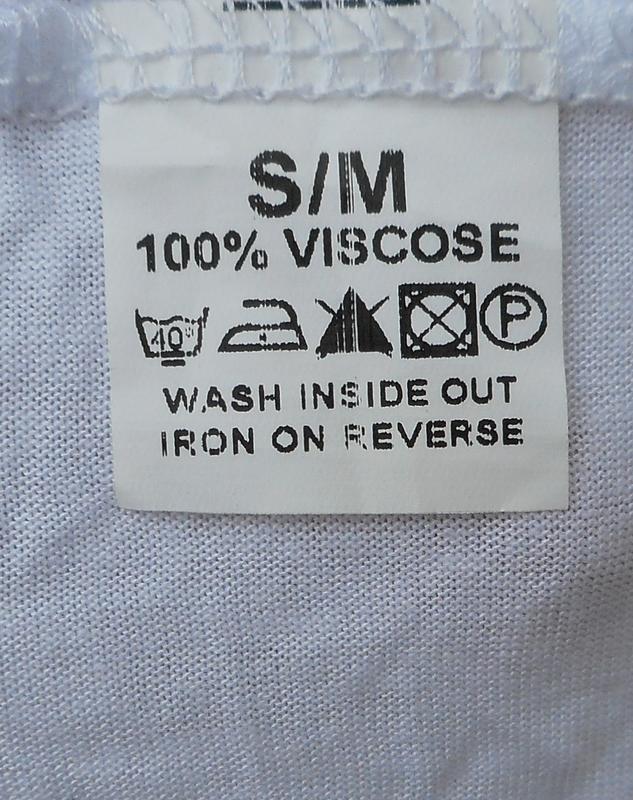 S/M
100% VISCOSE
40° P
WASH INSIDE OUT
IRON ON REVERSE